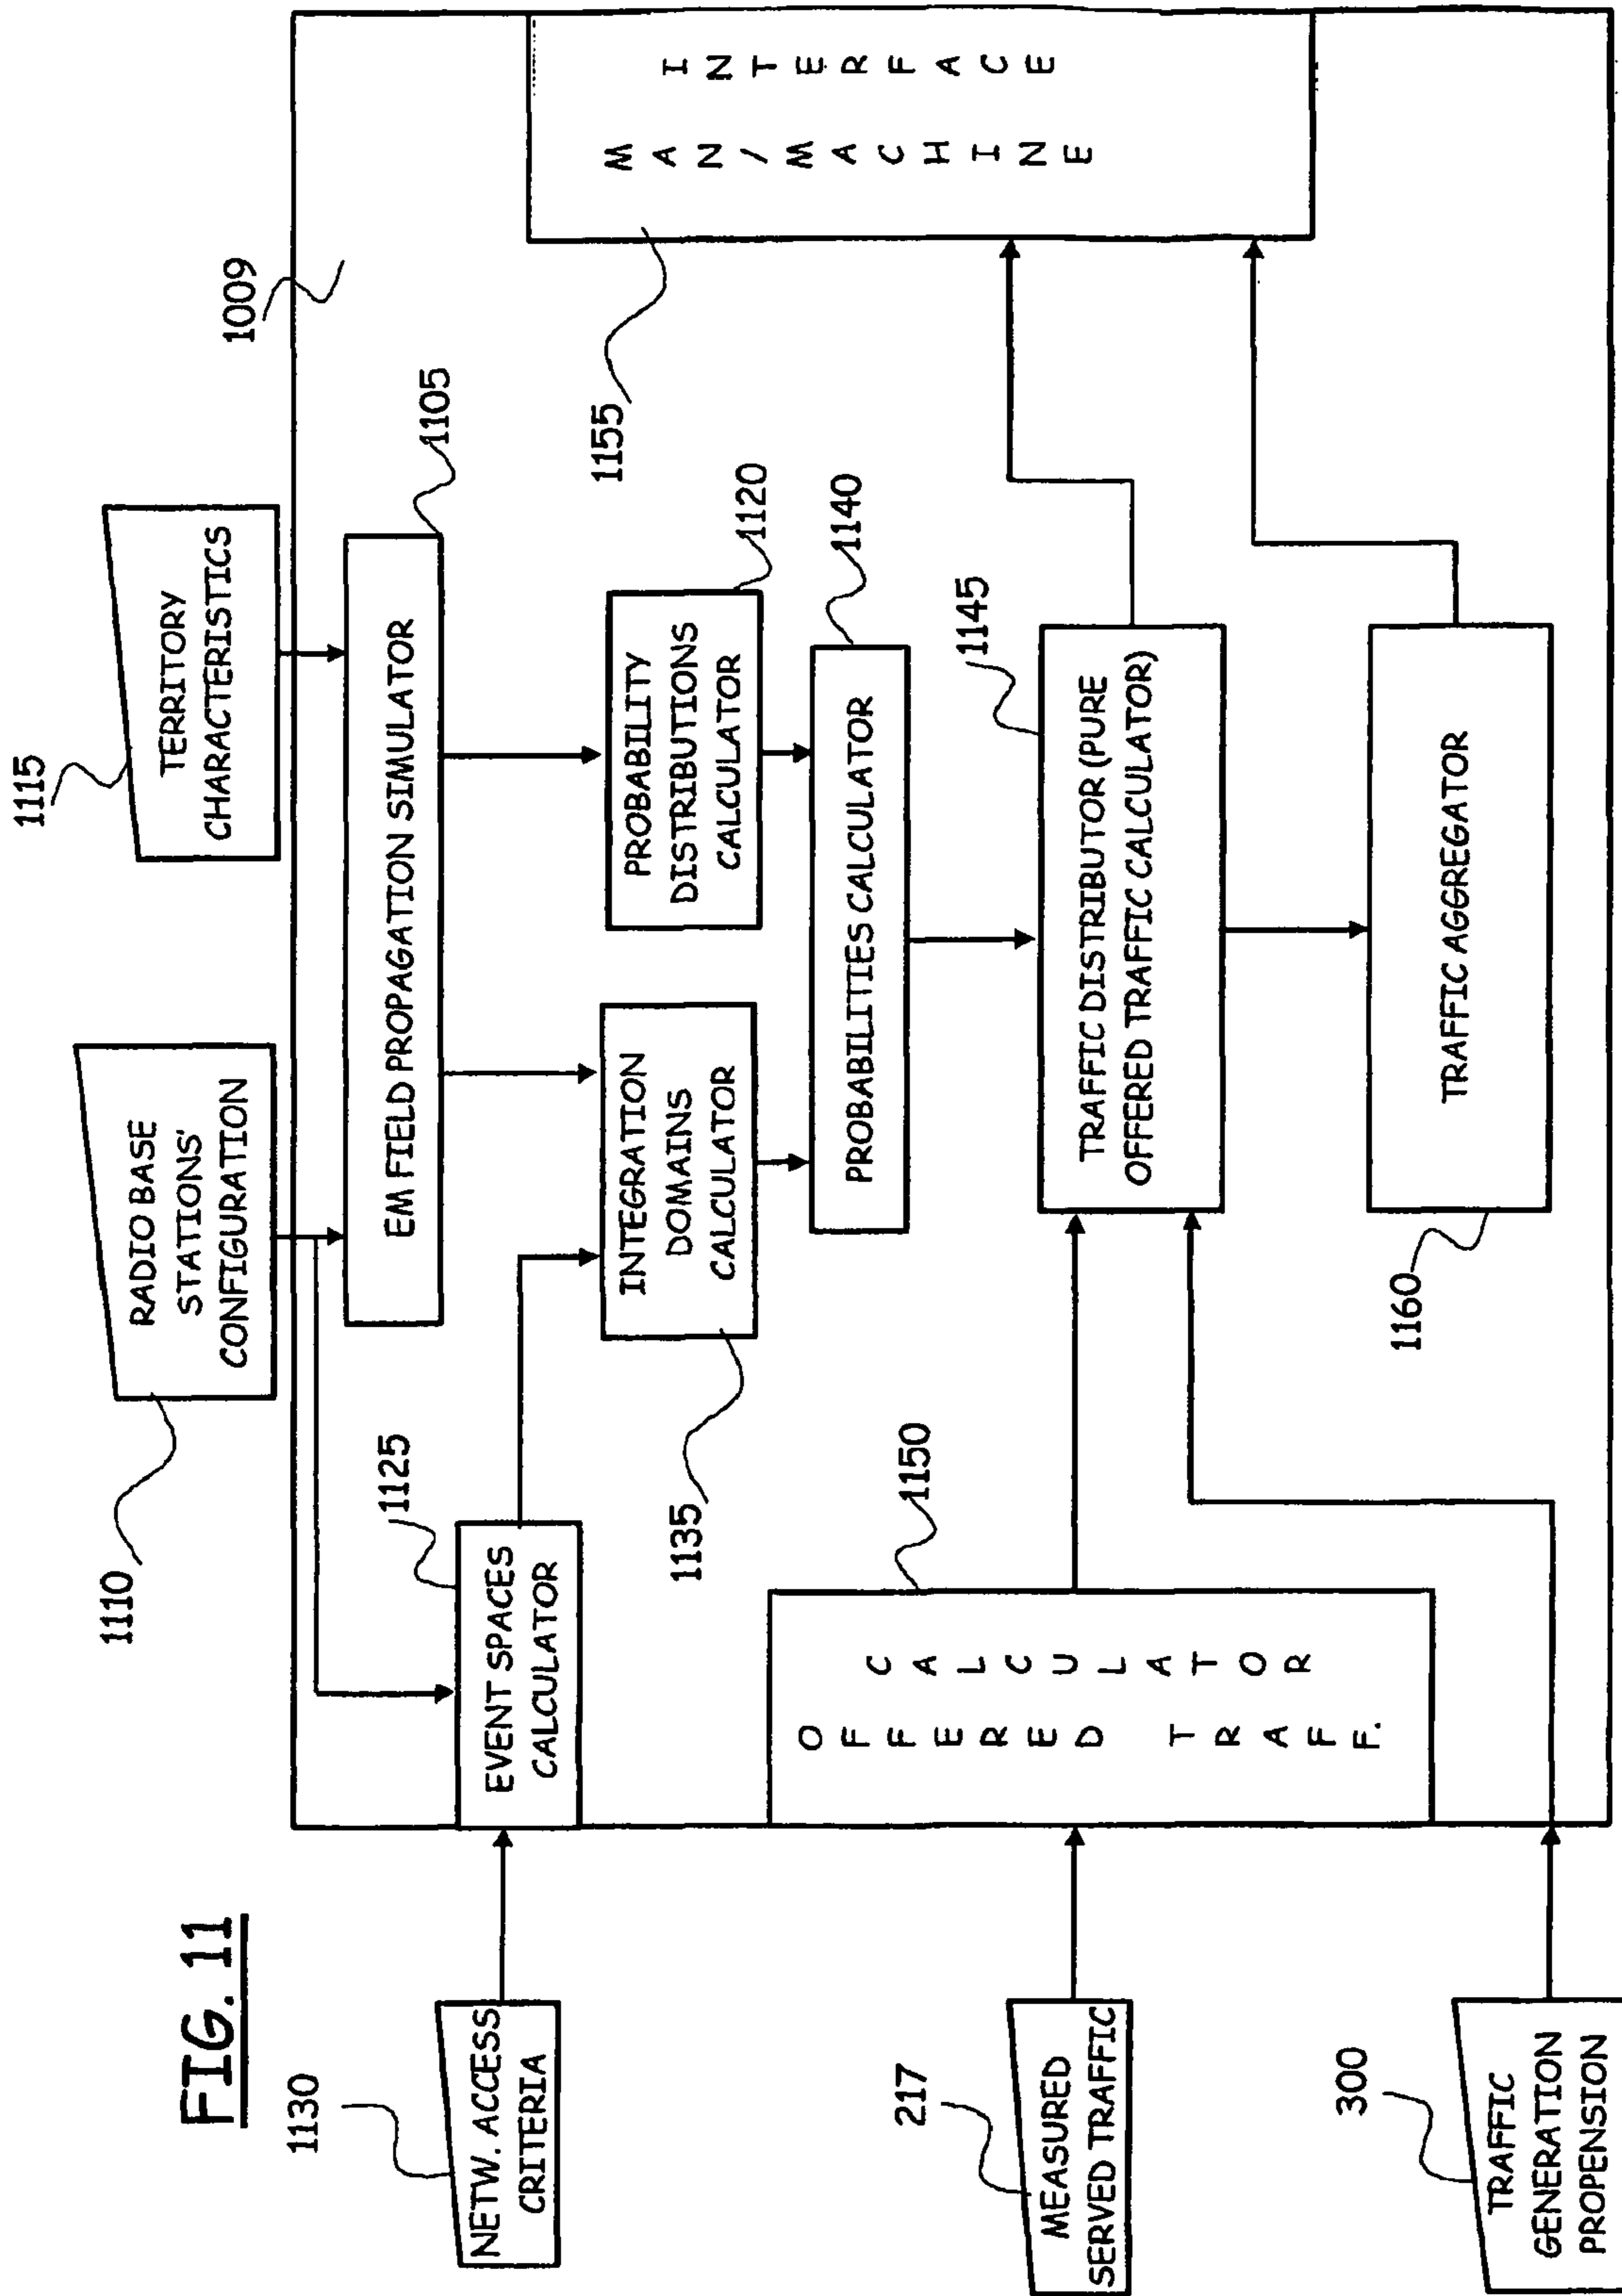 FIG. 11
1115
TERRITORY
CHARACTERISTICS
1110
RADIO BASE
STATIONS'
CONFIGURATION
1009
1105
EM FIELD PROPAGATION SIMULATOR
1130
NETW. ACCESS
CRITERIA
1125
EVENT SPACES
CALCULATOR
1135
INTEGRATION
DOMAINS
CALCULATOR
1120
PROBABILITY
DISTRIBUTIONS
CALCULATOR
1140
PROBABILITIES CALCULATOR
1155
MAN/MACHINE
INTERFACE
217
MEASURED
SERVED TRAFFIC
1150
OFFERED TRAFF.
CALCULATOR
1145
TRAFFIC DISTRIBUTOR (PURE
OFFERED TRAFFIC CALCULATOR)
300
TRAFFIC
GENERATION
PROPENSION
1160
TRAFFIC AGGREGATOR